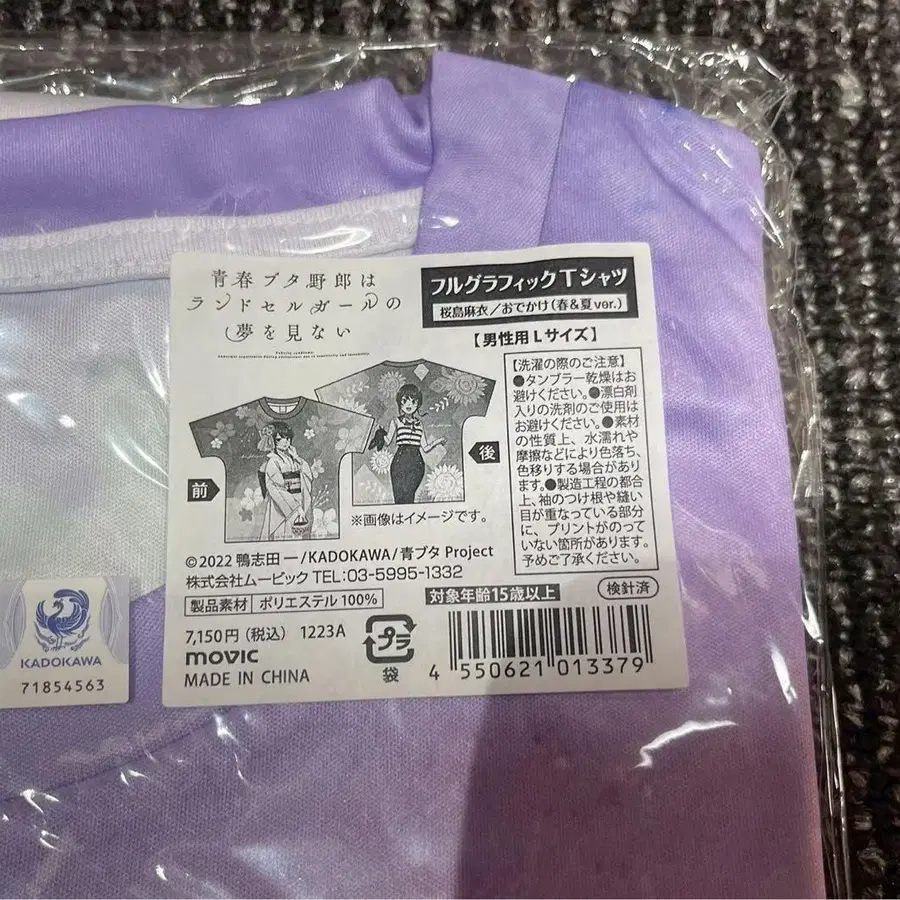 青春ブタ野郎は
ランドセルガールの
夢を見ない
フルグラフィックTシャツ
桜島麻衣/おでかけ(春&夏ver.)
【男性用Lサイズ】
【洗濯の際のご注意】
●タンブラー乾燥はお
避けください。●漂白剤
入りの洗剤のご使用は
お避けください。●素材
の性質上、水濡れや
摩擦などにより色落ち、
色移りする場合があり
ます。●製造工程の都合
上、袖のつけ根や縫い
目が重なっている部分
に、プリントがのって
いない箇所があります。
予めご了承ください。
前
後
※画像はイメージです。
©2022 鴨志田 一/KADOKAWA/青ブタ Project
株式会社ムービック TEL:03-5995-1332
製品素材 ポリエステル 100%
対象年齢15歳以上
検針済
7,150円(税込) 1223A
movic
MADE IN CHINA
プラ
袋
4 550621 013379
KADOKAWA
71854563